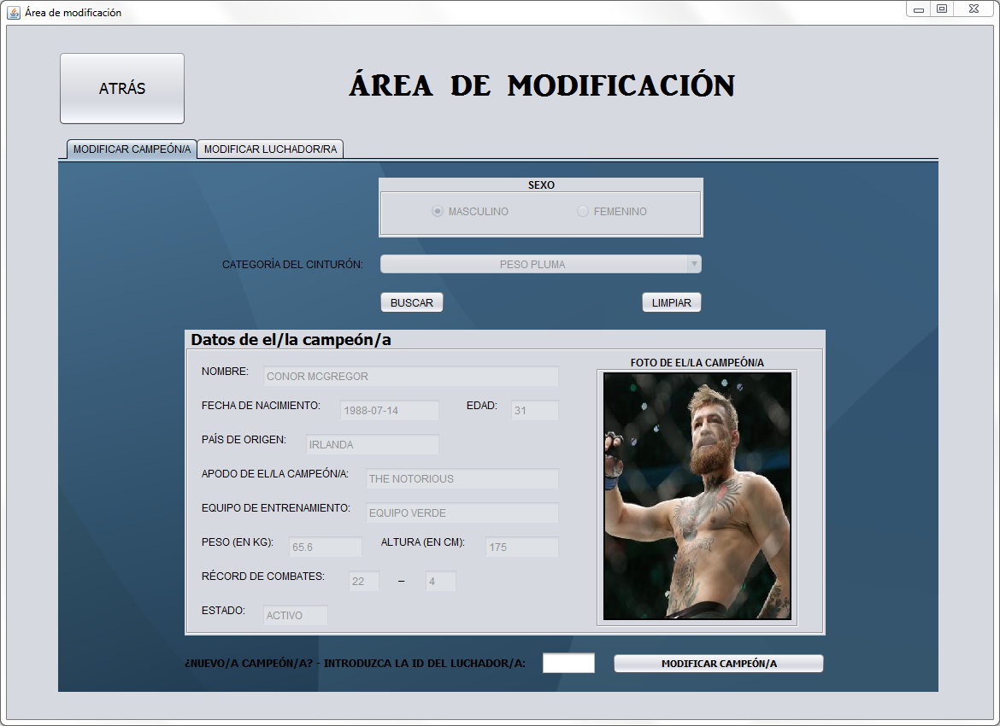 Área de modificación
ATRÁS
ÁREA DE MODIFICACIÓN
MODIFICAR CAMPEÓN/A
MODIFICAR LUCHADOR/RA
SEXO
MASCULINO
FEMENINO
CATEGORÌA DEL CINTURÓN:
PESO PLUMA
BUSCAR
LIMPIAR
Datos de el/la campeón/a
FOTO DE EL/LA CAMPEÓN/A
NOMBRE:
CONOR MCGREGOR
FECHA DE NACIMIENTO:
1988-07-14
EDAD:
31
PAÍS DE ORIGEN:
IRLANDA
APODO DE EL/LA CAMPEÓN/A:
THE NOTORIOUS
EQUIPO DE ENTRENAMIENTO:
EQUIPO VERDE
PESO (EN KG):
65.6
ALTURA (EN CM):
175
RÉCORD DE COMBATES:
22
–
4
ESTADO:
ACTIVO
¿NUEVO/A CAMPEÓN/A? - INTRODUZCA LA ID DEL LUCHADOR/A:
MODIFICAR CAMPEÓN/A